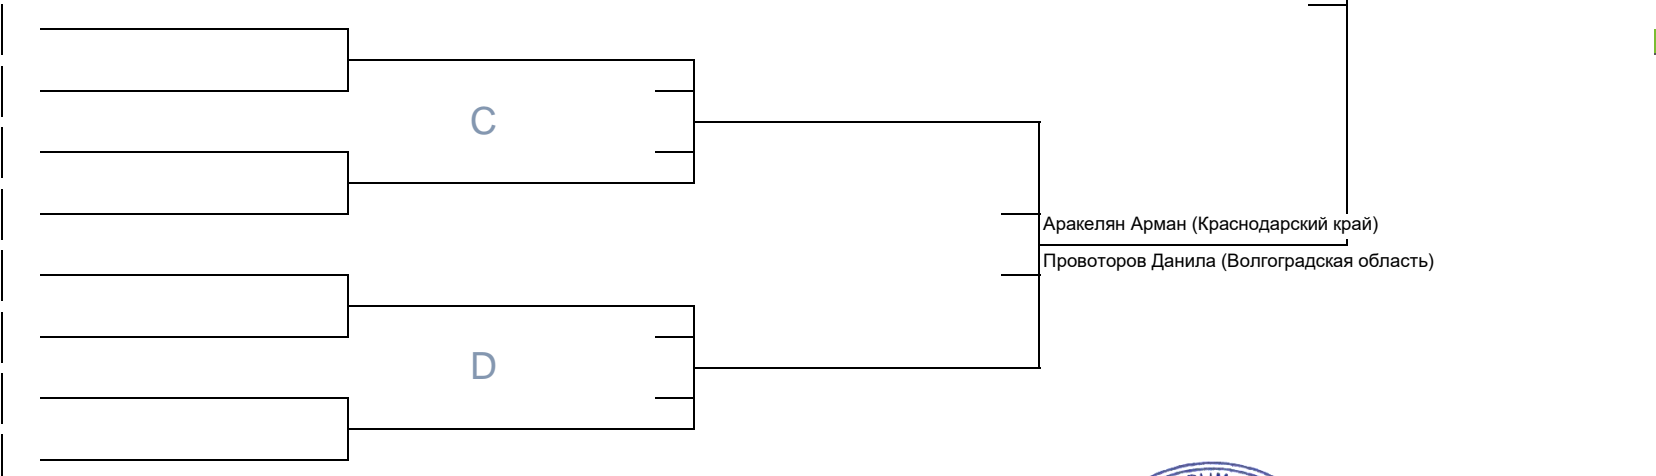 C
Аракелян Арман (Краснодарский край)
Провоторов Данила (Волгоградская область)
D